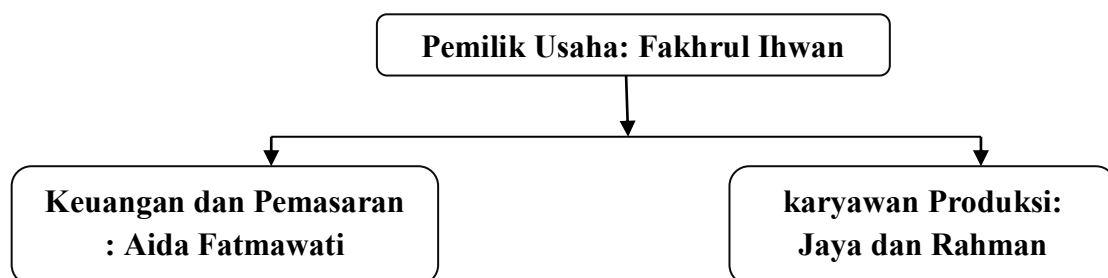 Pemilik Usaha: Fakhrul Ihwan
Keuangan dan Pemasaran
: Aida Fatmawati
karyawan Produksi:
Jaya dan Rahman